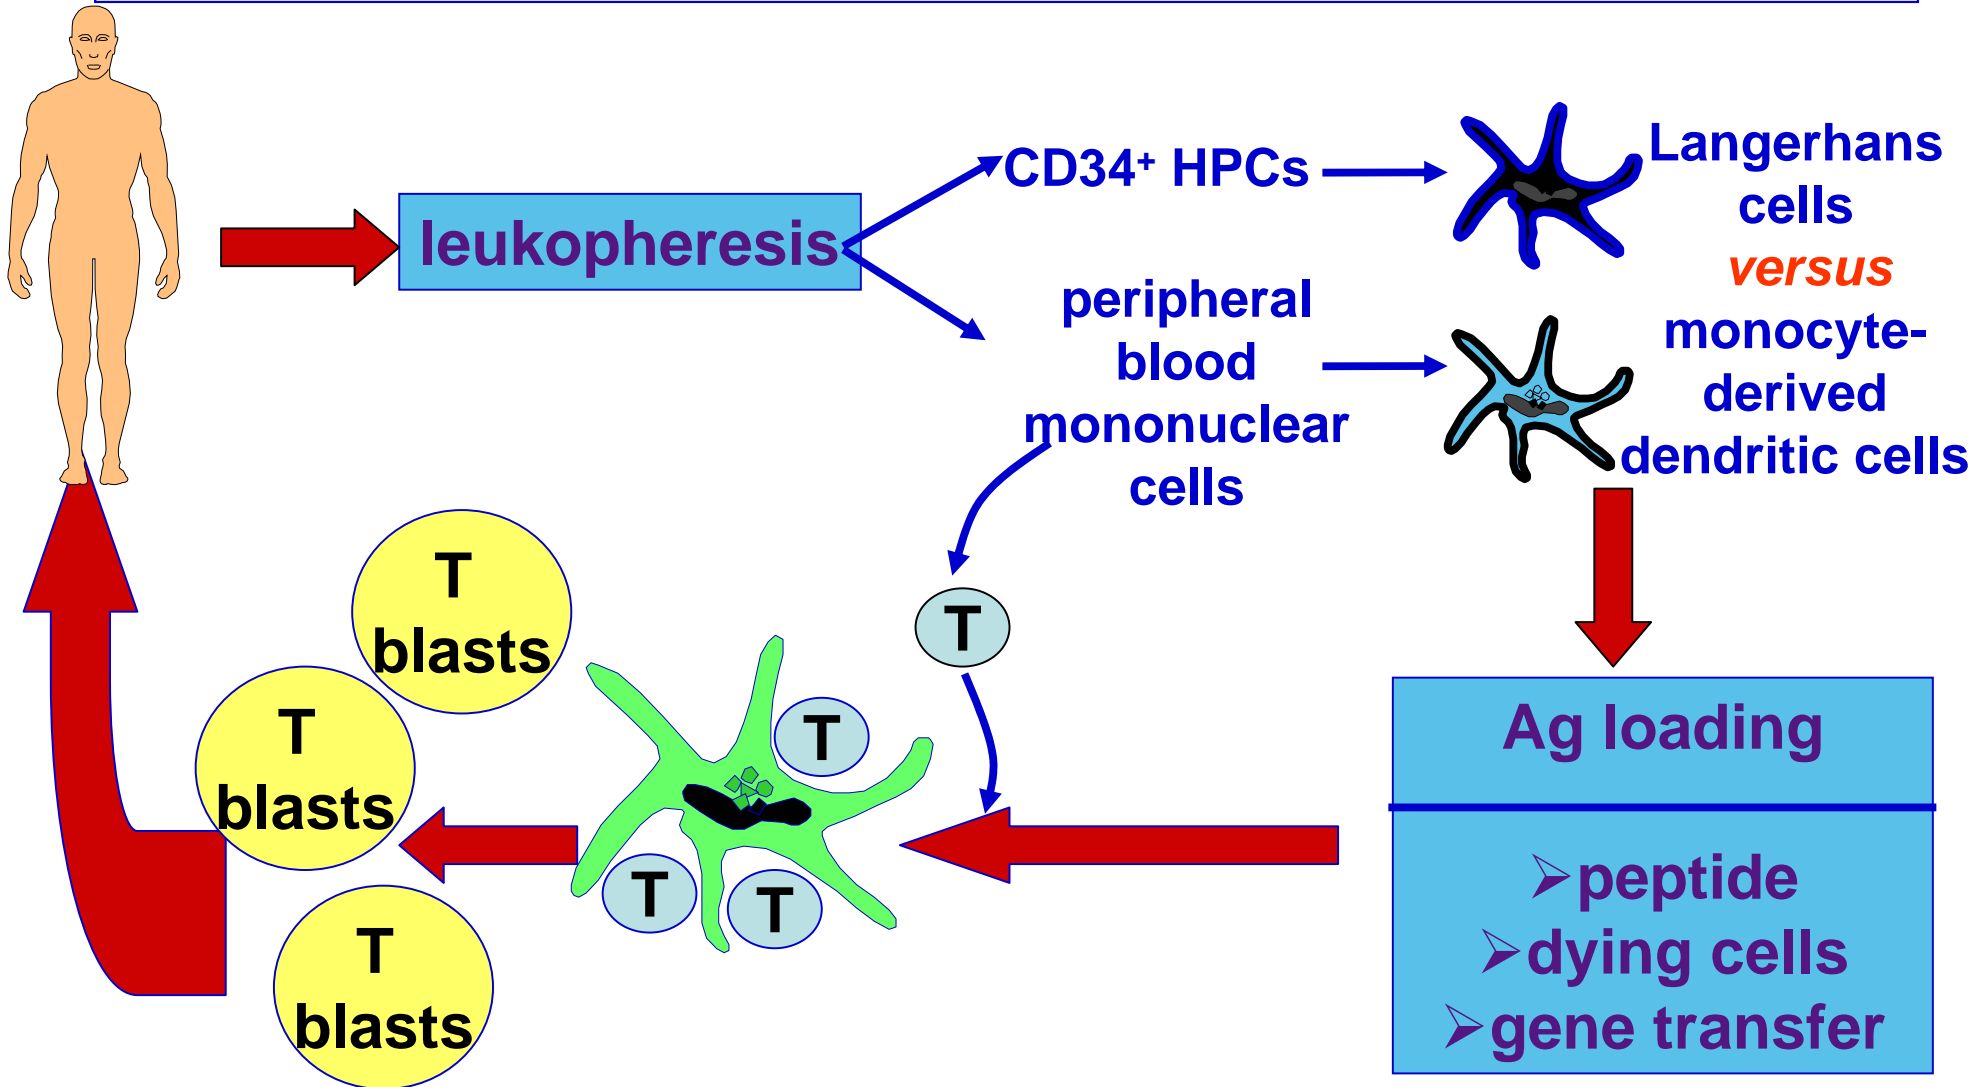 leukopheresis
CD34+ HPCs
peripheral
blood
mononuclear
cells
Langerhans
cells
versus
monocyte-
derived
dendritic cells
T
T
blasts
T
blasts
T
blasts
T
T
T
Ag loading
➢peptide
➢dying cells
➢gene transfer